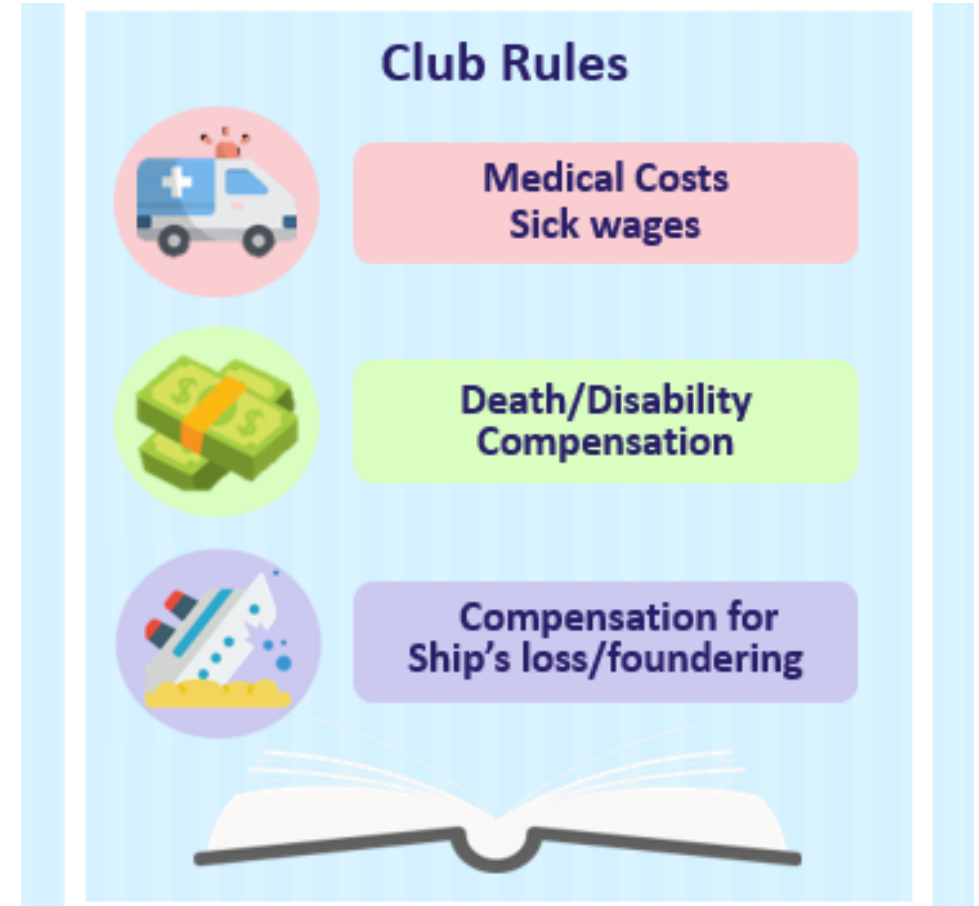 Club Rules
Medical Costs
Sick wages
Death/Disability
Compensation
Compensation for
Ship's loss/foundering